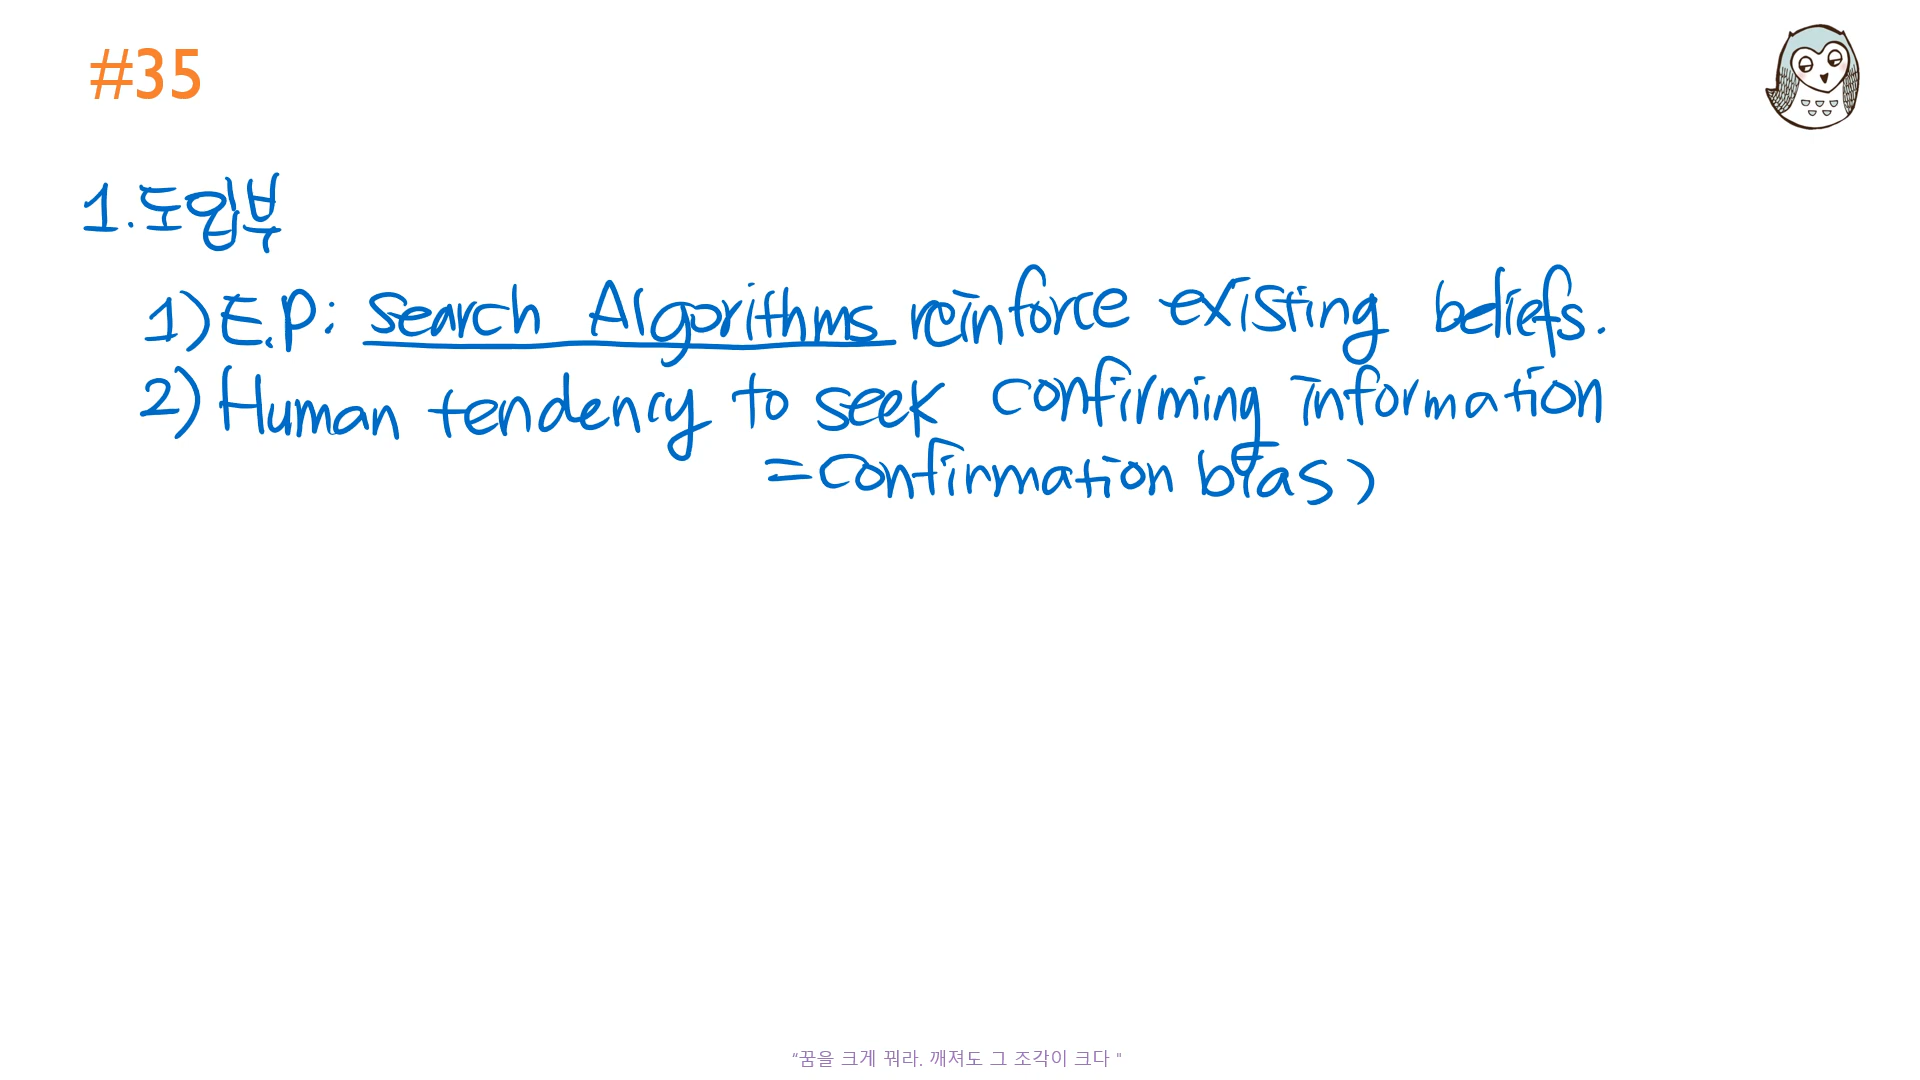 #35
1. 도입부
1) E.P: Search Algorithms reinforce existing beliefs.
2) Human tendency to seek confirming information
= Confirmation bias)
“꿈을 크게 꿔라. 깨져도 그 조각이 크다 "